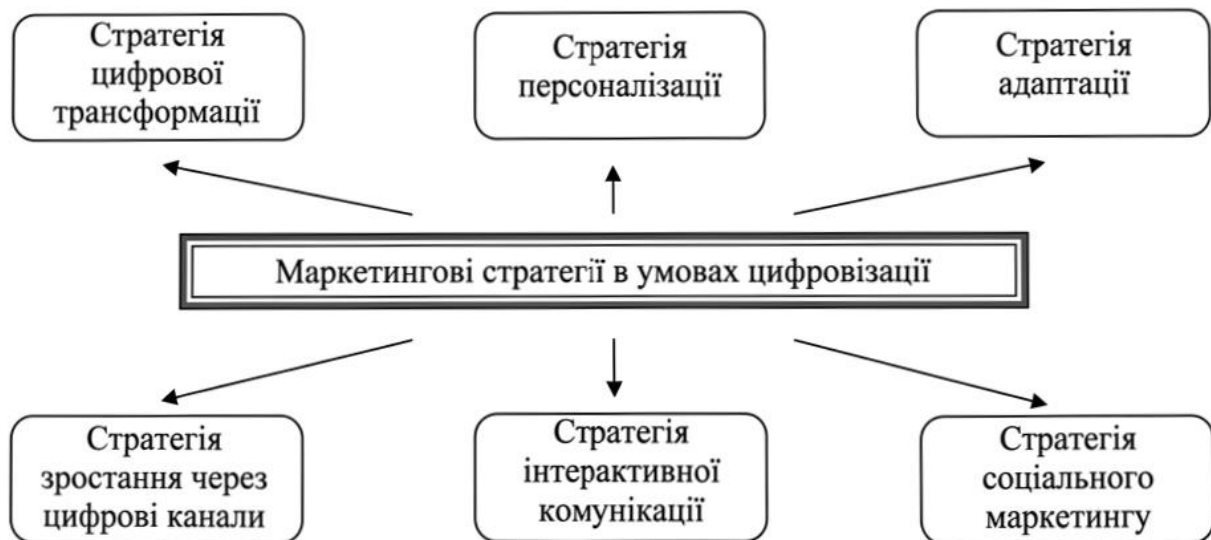 Стратегія
цифрової
трансформації
Стратегія
персоналізації
Стратегія
адаптації
Маркетингові стратегії в умовах цифровізації
Стратегія
зростання через
цифрові канали
Стратегія
інтерактивної
комунікації
Стратегія
соціального
маркетингу